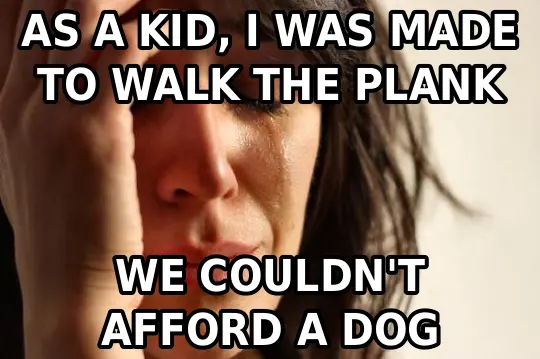 AS A KID, I WAS MADE
TO WALK THE PLANK
WE COULDN'T
AFFORD A DOG